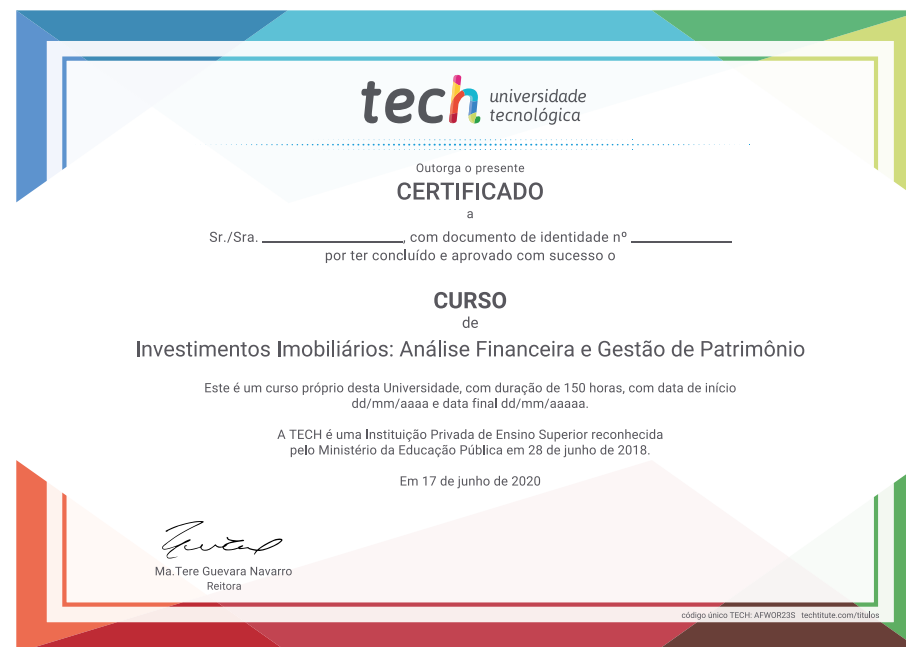 tech universidade
tecnológica
Outorga o presente
CERTIFICADO
a
Sr./Sra. ____________, com documento de identidade nº ____________
por ter concluído e aprovado com sucesso o
CURSO
de
Investimentos Imobiliários: Análise Financeira e Gestão de Patrimônio
Este é um curso próprio desta Universidade, com duração de 150 horas, com data de início
dd/mm/aaaa e data final dd/mm/aaaaa.
A TECH é uma Instituição Privada de Ensino Superior reconhecida
pelo Ministério da Educação Pública em 28 de junho de 2018.
Em 17 de junho de 2020
Ma.Tere Guevara Navarro
Reitora
código único TECH: AFWOR23S techtitute.com/títulos